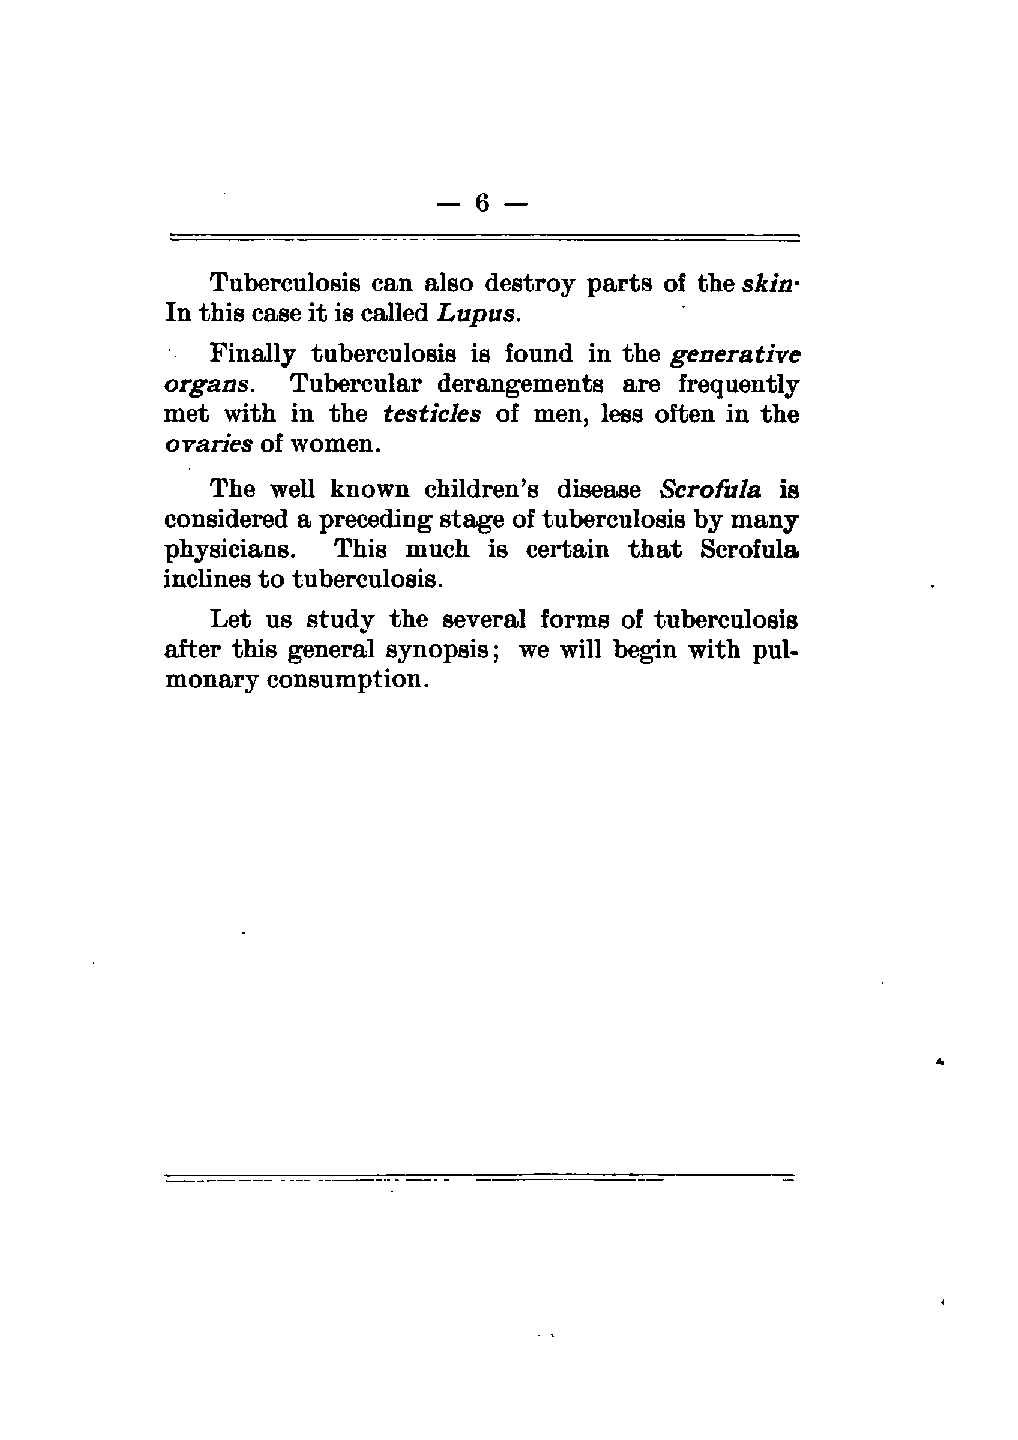 — 6 —
Tuberculosis can also destroy parts of the skin·
In this case it is called Lupus.
Finally tuberculosis is found in the generative
organs. Tubercular derangements are frequently
met with in the testicles of men, less often in the
ovaries of women.
The well known children's disease Scrofula is
considered a preceding stage of tuberculosis by many
physicians. This much is certain that Scrofula
inclines to tuberculosis.
Let us study the several forms of tuberculosis
after this general synopsis; we will begin with pul-
monary consumption.